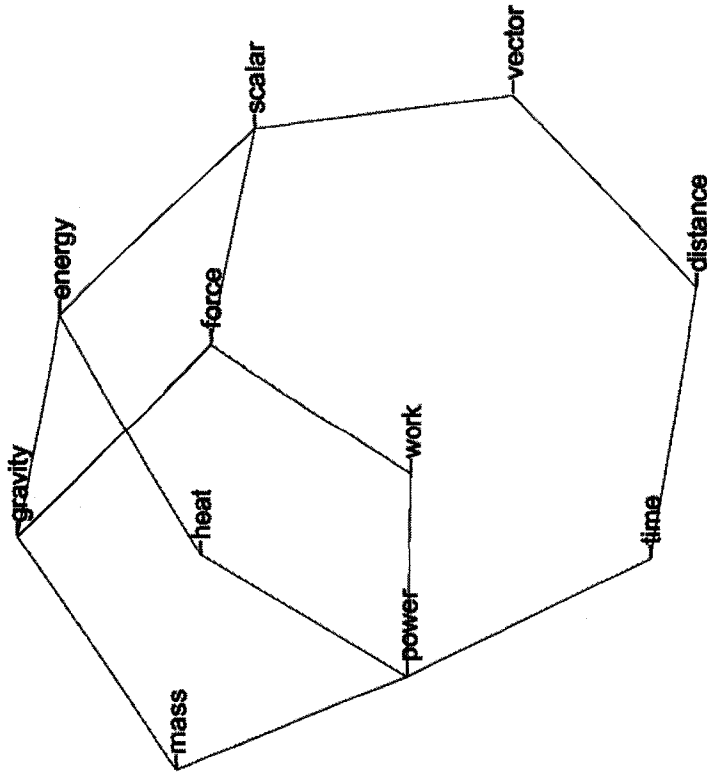 scalar
vector
energy
force
distance
gravity
heat
work
time
power
mass